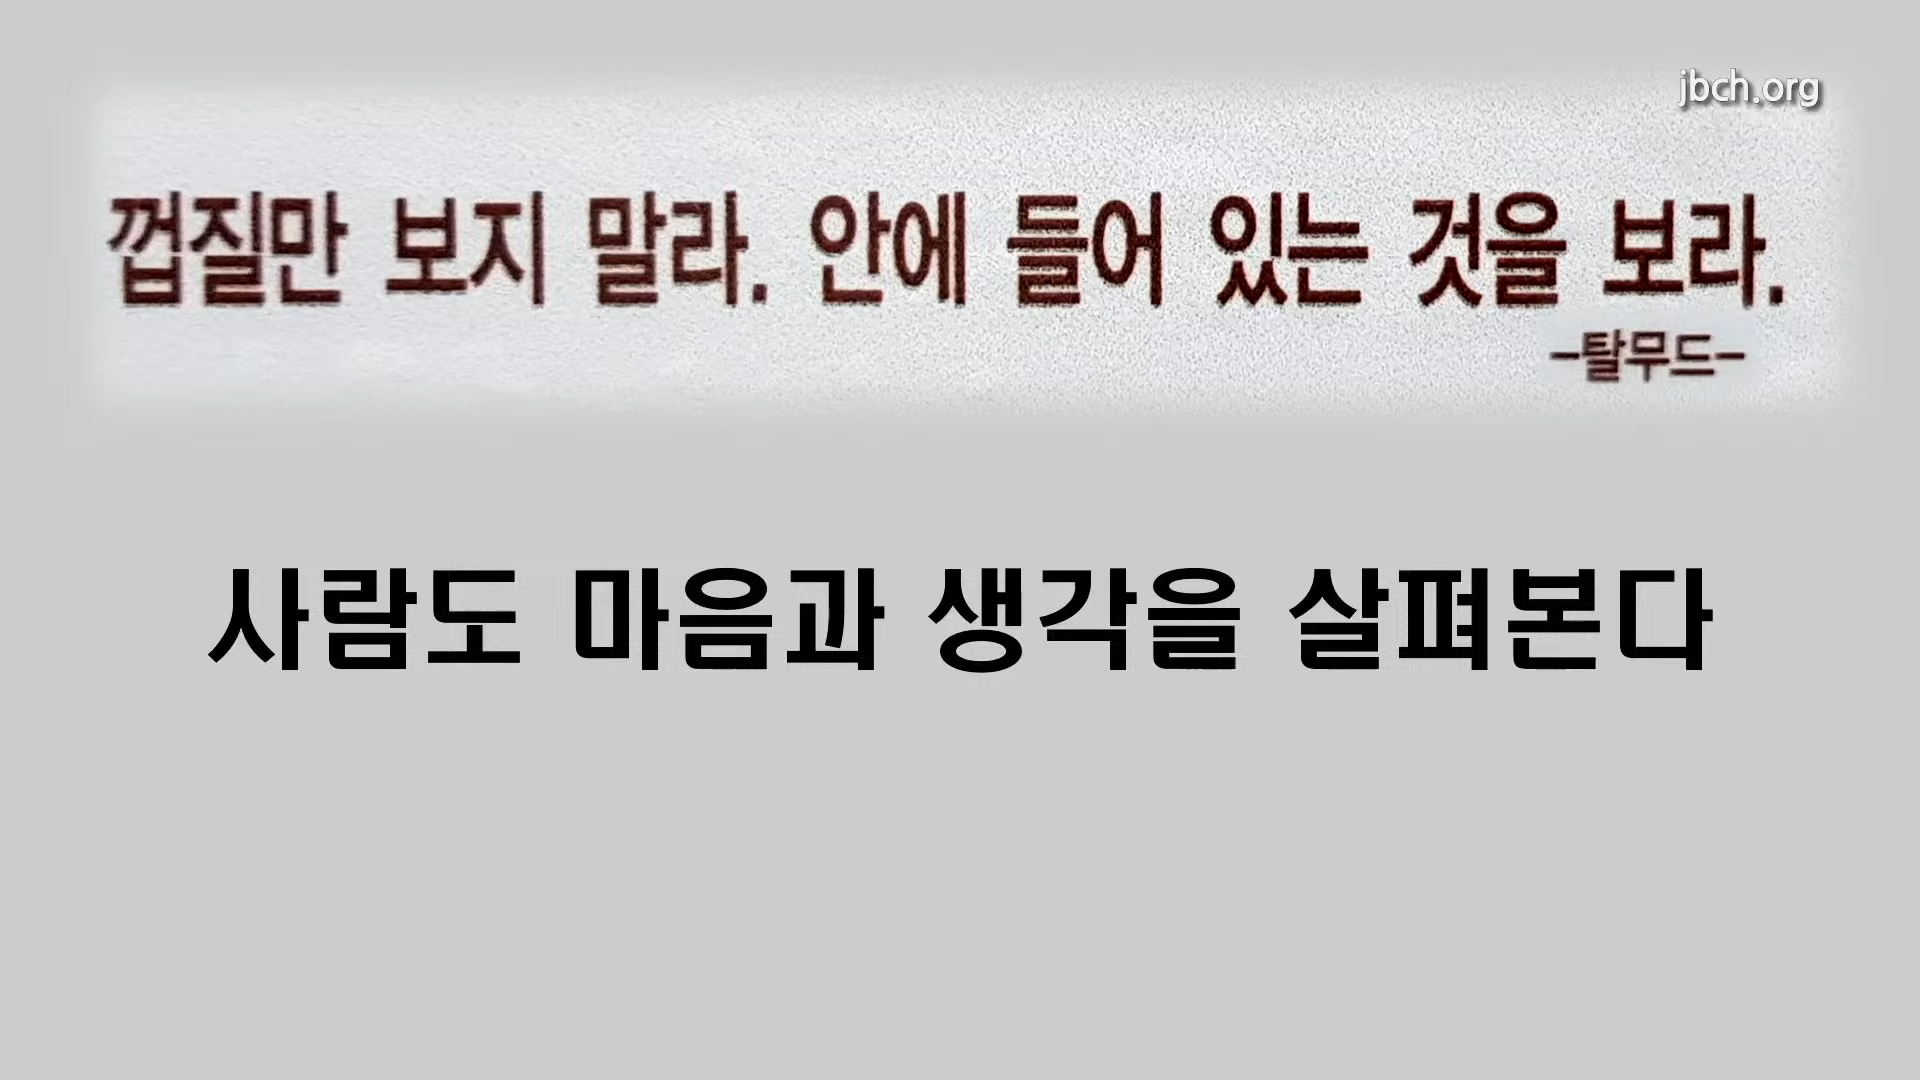 jbch.org
껍질만 보지 말라. 안에 들어 있는 것을 보라.
-탈무드-
사람도 마음과 생각을 살펴본다